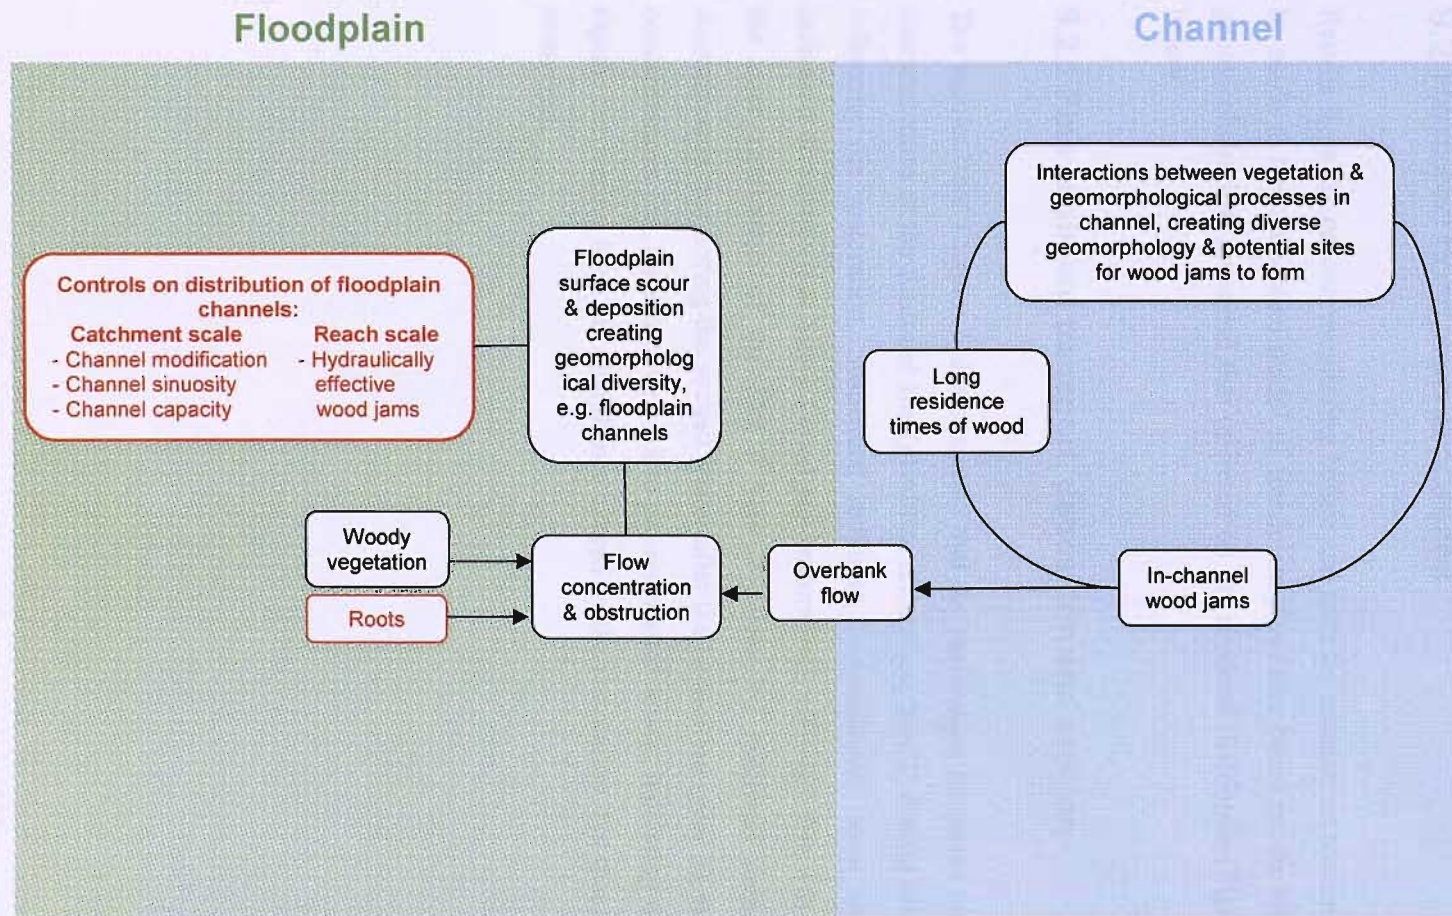 Floodplain
Channel
Controls on distribution of floodplain
channels:
Catchment scale
- Channel modification
- Channel sinuosity
- Channel capacity
Reach scale
- Hydraulically
effective
wood jams
Floodplain
surface scour
& deposition
creating
geomorpholog
ical diversity,
e.g. floodplain
channels
Woody
vegetation
Roots
Flow
concentration
& obstruction
Overbank
flow
Interactions between vegetation &
geomorphological processes in
channel, creating diverse
geomorphology & potential sites
for wood jams to form
Long
residence
times of wood
In-channel
wood jams